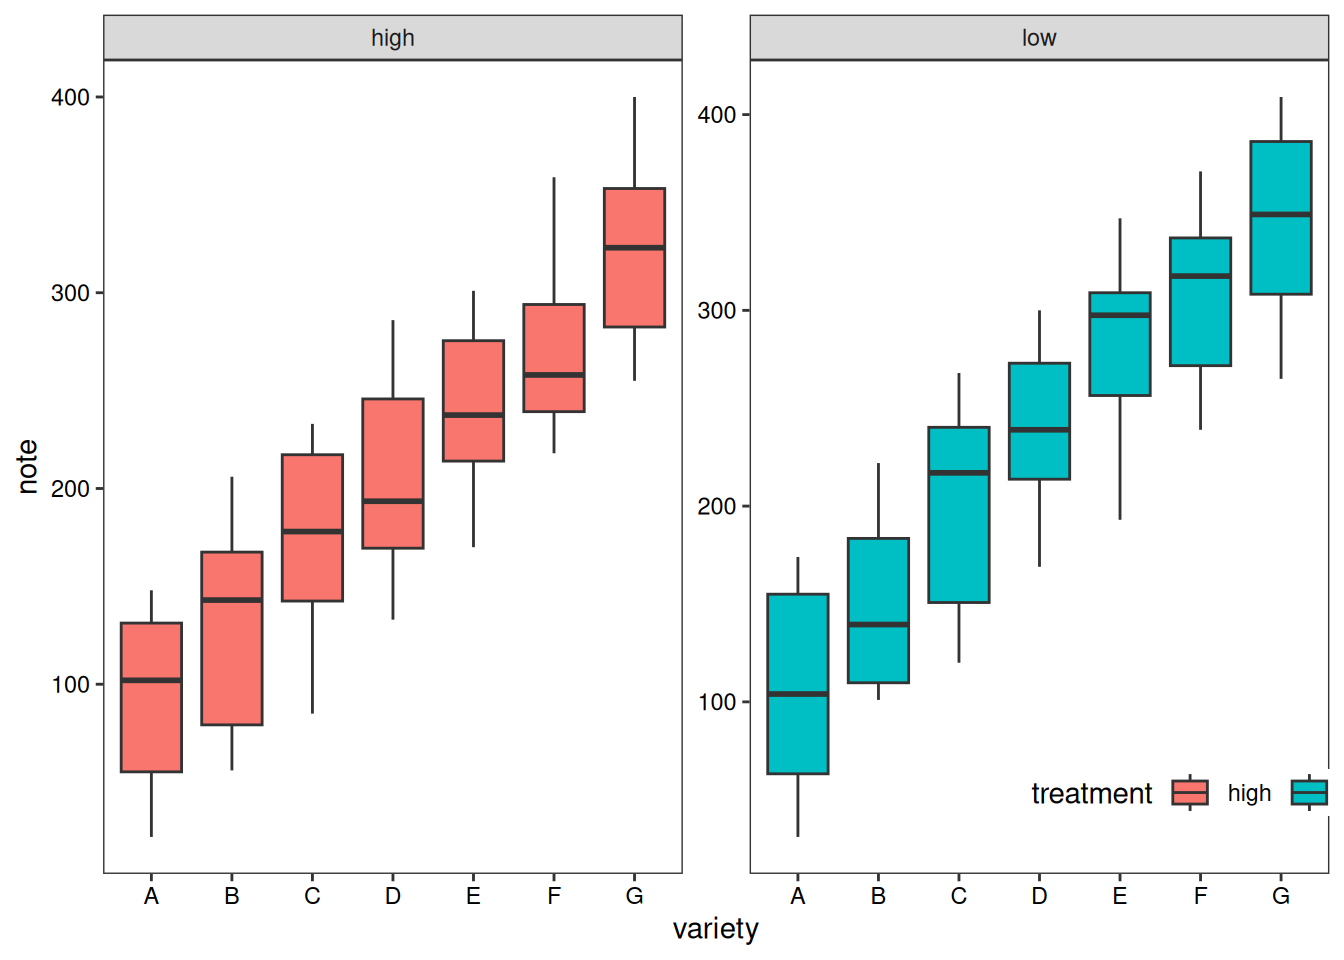 high
low
400
300
200
100
400
300
200
100
note
treatment high
A B C D E F G
A B C D E F G
variety